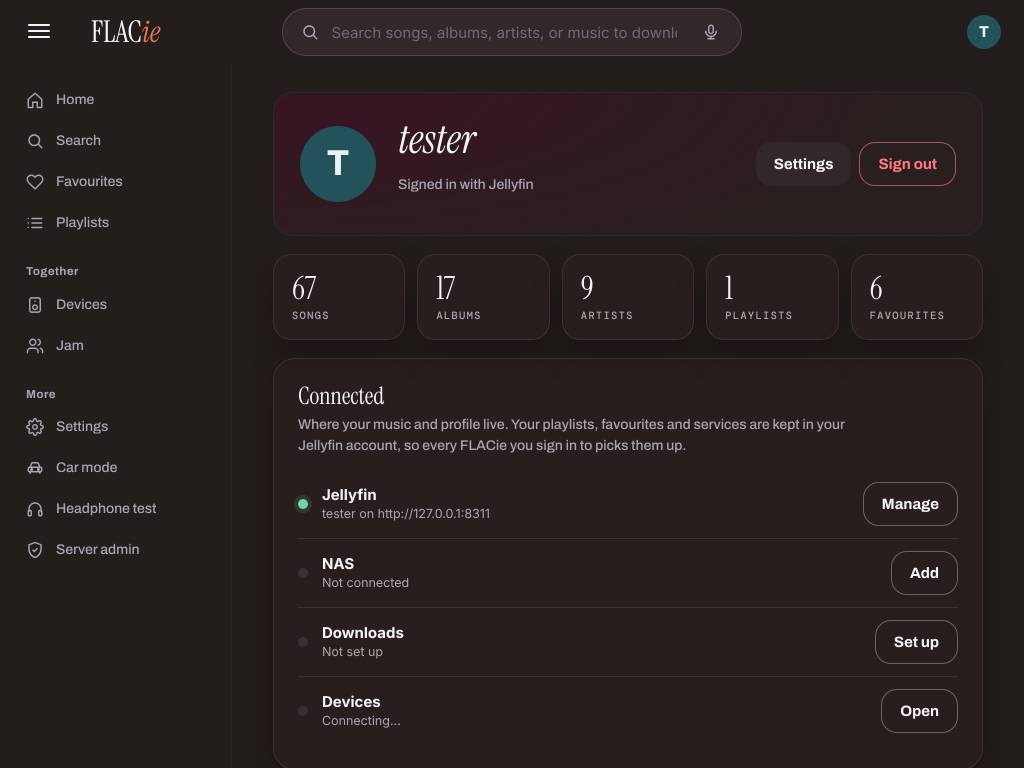 FLACie
Search songs, albums, artists, or music to downl
T
Home
Search
Favourites
Playlists
Together
Devices
Jam
More
Settings
Car mode
Headphone test
Server admin
T
tester
Signed in with Jellyfin
Settings
Sign out
67
SONGS
17
ALBUMS
9
ARTISTS
1
PLAYLISTS
6
FAVOURITES
Connected
Where your music and profile live. Your playlists, favourites and services are kept in your
Jellyfin account, so every FLACie you sign in to picks them up.
Jellyfin
tester on http://127.0.0.1:8311
Manage
NAS
Not connected
Add
Downloads
Not set up
Set up
Devices
Connecting...
Open